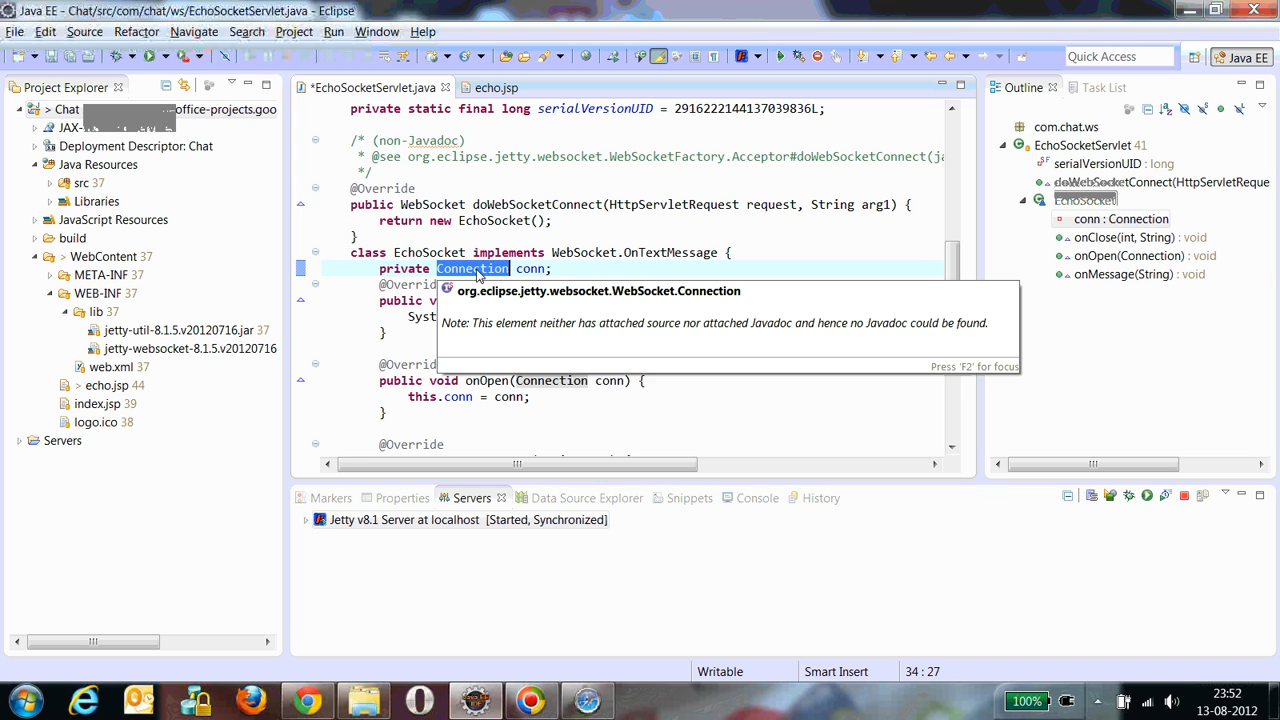 Java EE - Chat/src/com/chat/ws/EchoSocketServlet.java - Eclipse
File Edit Source Refactor Navigate Search Project Run Window Help
Quick Access
Java EE
Project Explorer
> Chat office-projects.goo
JAX-
Deployment Descriptor: Chat
Java Resources
src 37
Libraries
JavaScript Resources
build
> WebContent 37
META-INF 37
WEB-INF 37
lib 37
jetty-util-8.1.5.v20120716.jar 37
jetty-websocket-8.1.5.v20120716
web.xml 37
> echo.jsp 44
index.jsp 39
logo.ico 38
Servers
*EchoSocketServlet.java
echo.jsp
private static final long serialVersionUID = 2916222144137039836L;
/* (non-Javadoc)
* @see org.eclipse.jetty.websocket.WebSocketFactory.Acceptor#doWebSocketConnect(ja
*/
@Override
public WebSocket doWebSocketConnect(HttpServletRequest request, String arg1) {
return new EchoSocket();
}
class EchoSocket implements WebSocket.OnTextMessage {
private Connection conn;
@Overri
public v
Syst
}
org.eclipse.jetty.websocket.WebSocket.Connection
Note: This element neither has attached source nor attached Javadoc and hence no Javadoc could be found.
Press 'F2' for focus
@Override
public void onOpen(Connection conn) {
this.conn = conn;
}
@Override
Outline
Task List
com.chat.ws
EchoSocketServlet 41
serialVersionUID : long
doWebSocketConnect(HttpServletReque
EchoSocket
conn : Connection
onClose(int, String) : void
onOpen(Connection) : void
onMessage(String) : void
Markers Properties Servers Data Source Explorer Snippets Console History
Jetty v8.1 Server at localhost [Started, Synchronized]
Writable Smart Insert 34 : 27
100%
23:52
13-08-2012